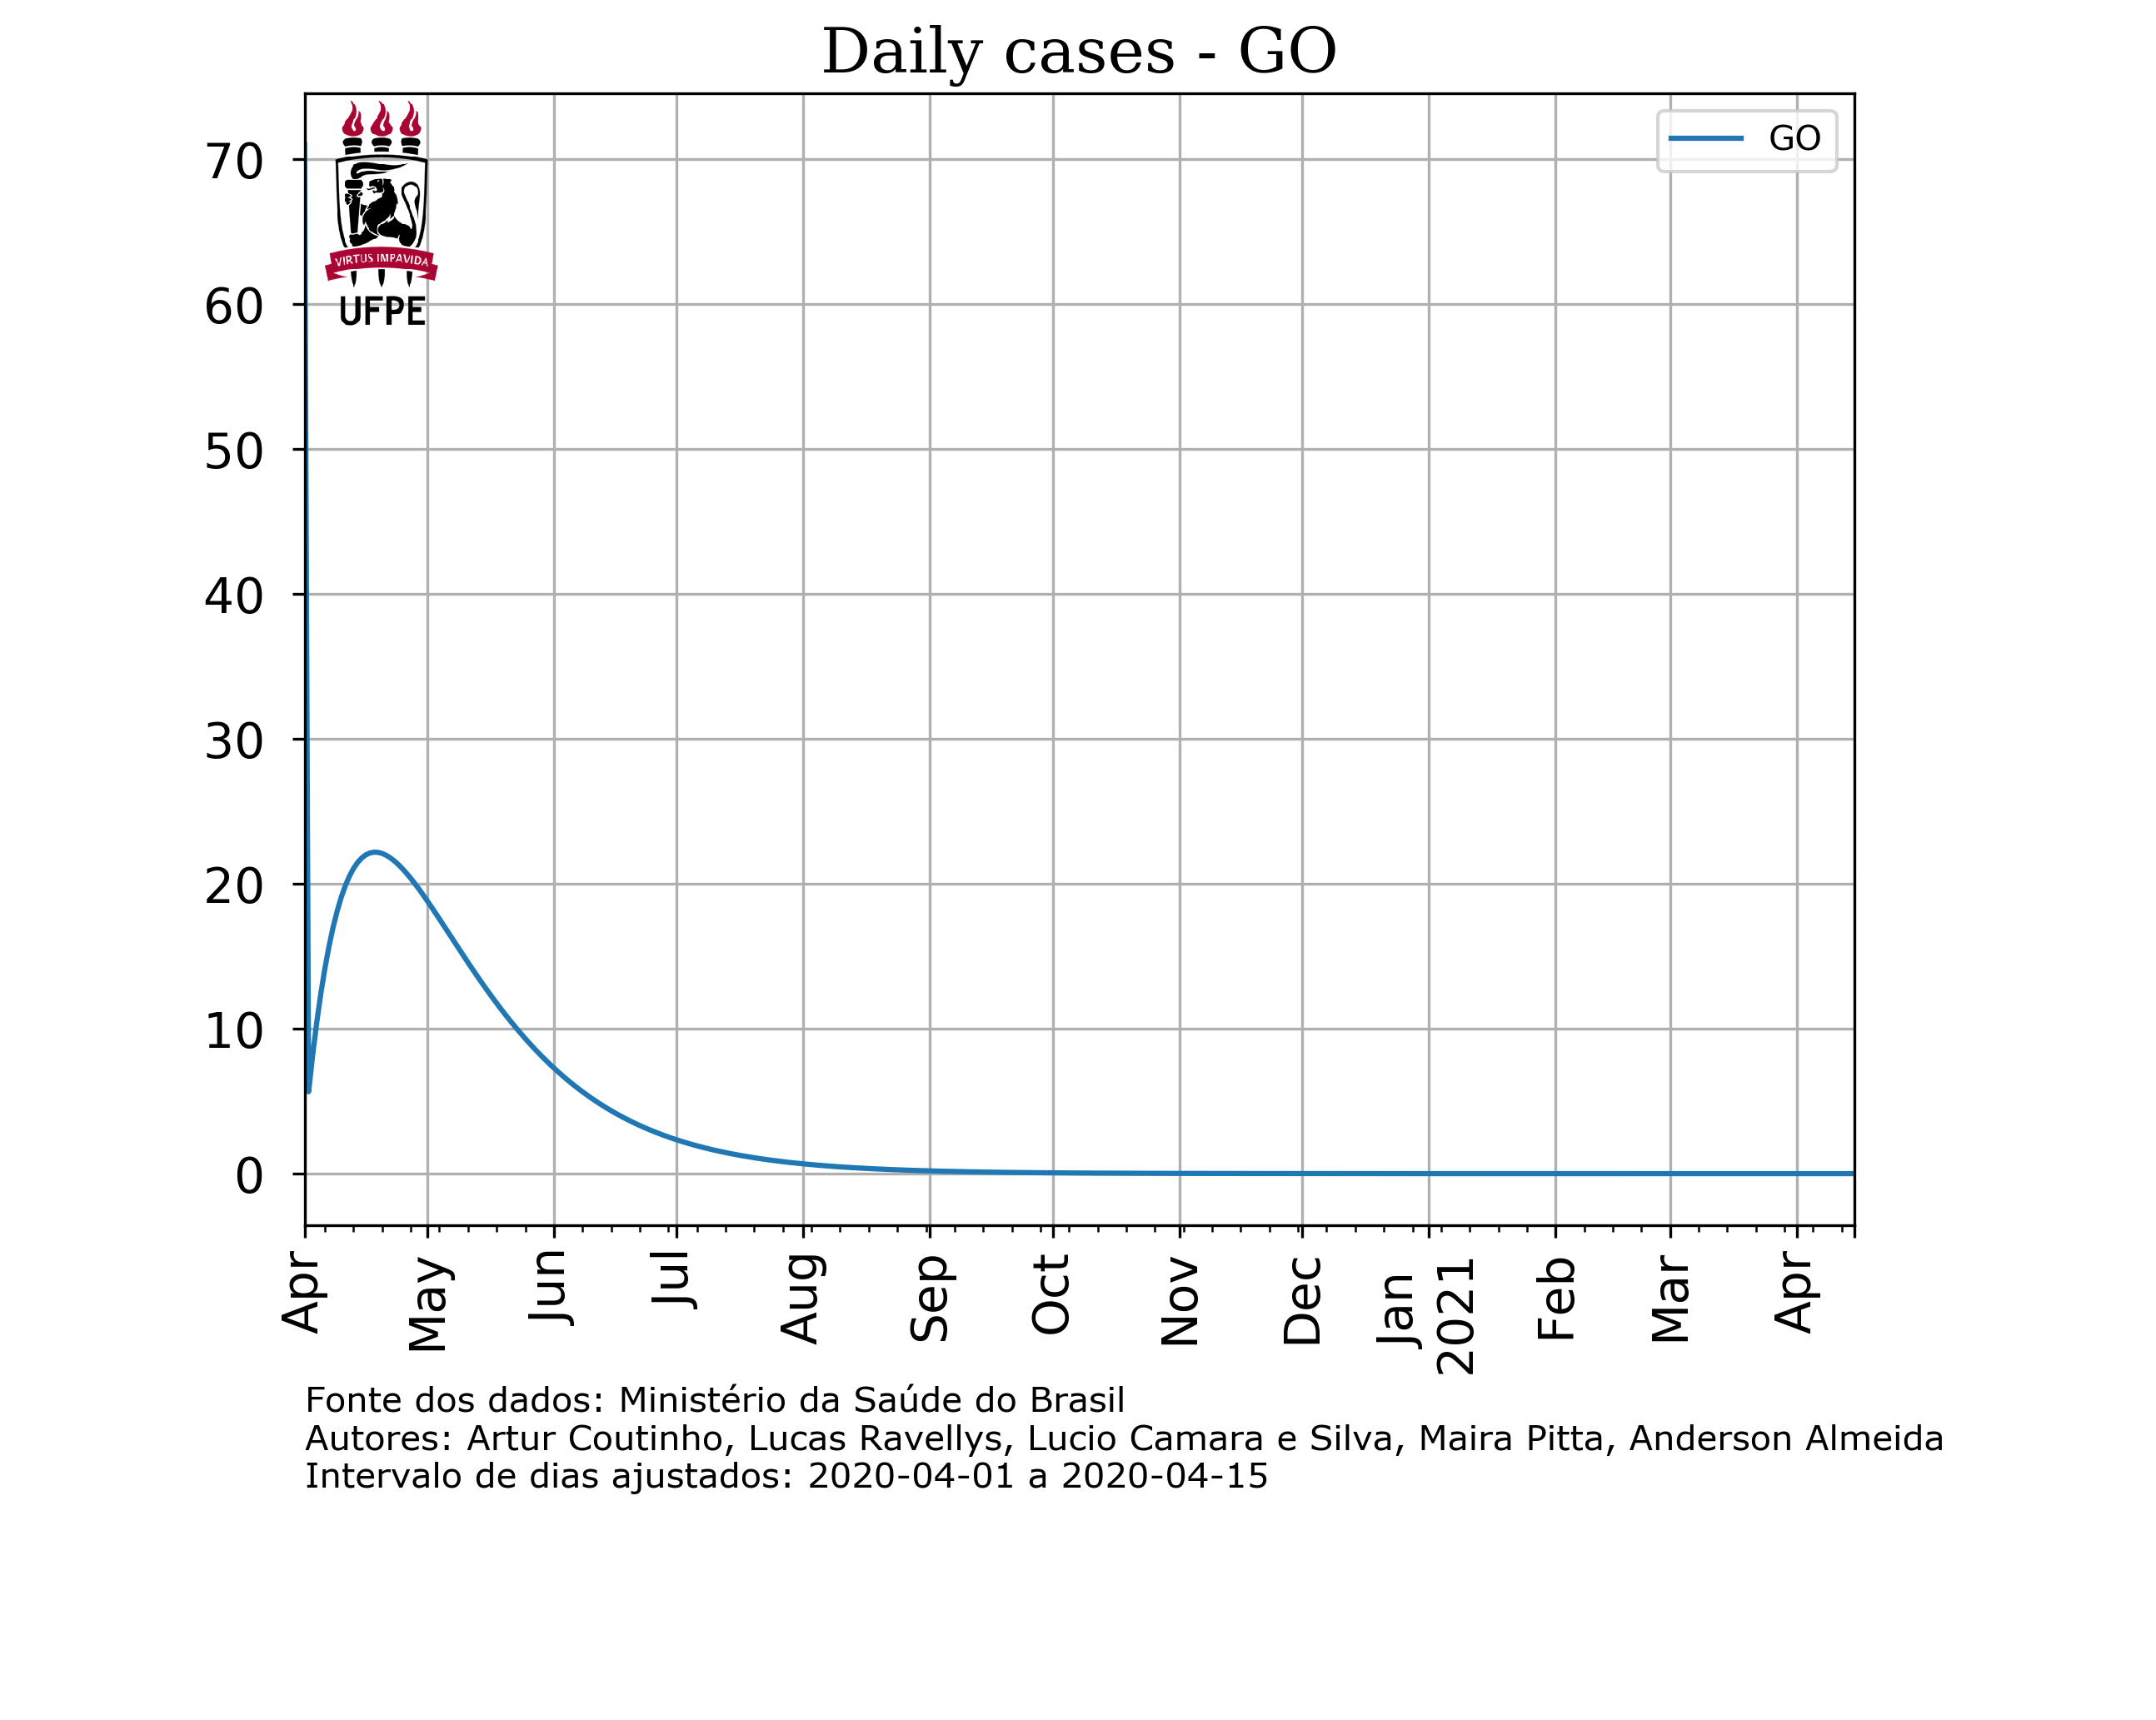 Daily cases - GO
GO
70
60
50
40
30
20
10
0
VIRTUS IMPAVIDA
UFPE
Apr
May
Jun
Jul
Aug
Sep
Oct
Nov
Dec
Jan
2021
Feb
Mar
Apr
Fonte dos dados: Ministério da Saúde do Brasil
Autores: Artur Coutinho, Lucas Ravellys, Lucio Camara e Silva, Maira Pitta, Anderson Almeida
Intervalo de dias ajustados: 2020-04-01 a 2020-04-15